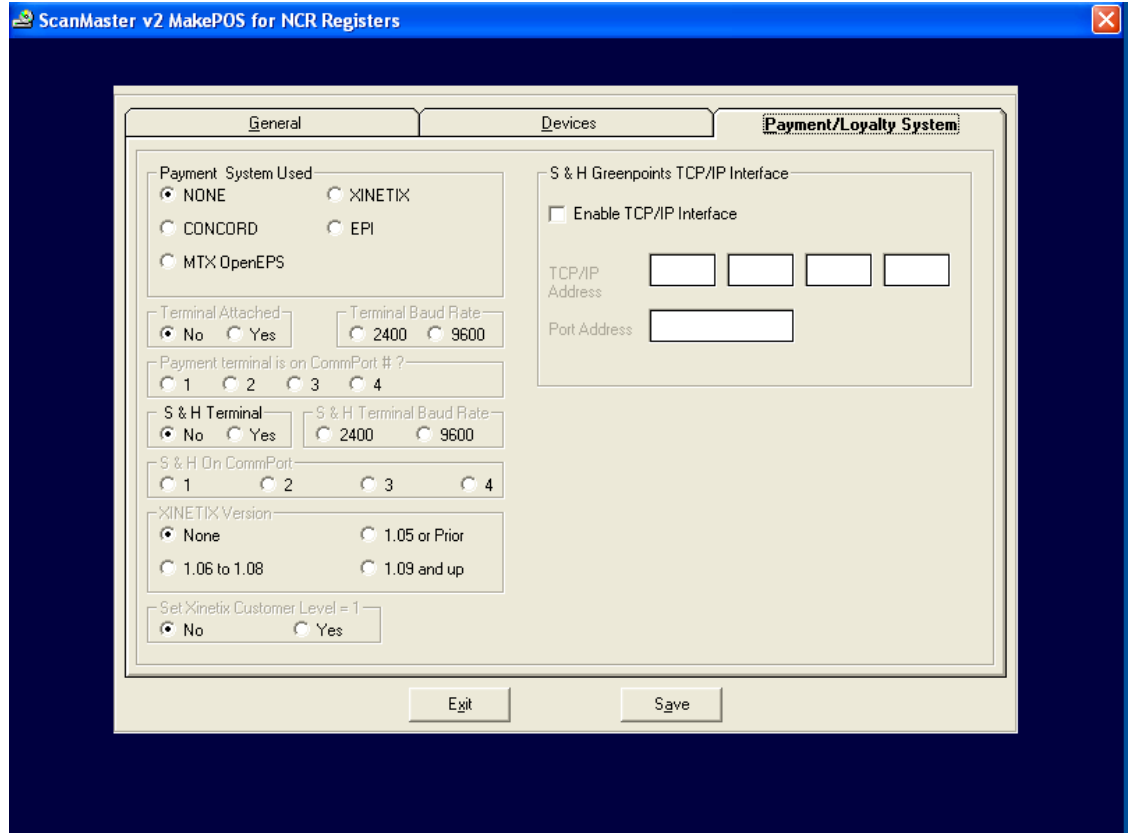 ScanMaster v2 MakePOS for NCR Registers
General Devices Payment/Loyalty System
Payment System Used
NONE XINETIX
CONCORD EPI
MTX OpenEPS
Terminal Attached Terminal Baud Rate
No Yes 2400 9600
Payment terminal is on CommPort # ?
1 2 3 4
S & H Terminal S & H Terminal Baud Rate
No Yes 2400 9600
S & H On CommPort
1 2 3 4
XINETIX Version
None 1.05 or Prior
1.06 to 1.08 1.09 and up
Set Xinetix Customer Level = 1
No Yes
S & H Greenpoints TCP/IP Interface
Enable TCP/IP Interface
TCP/IP
Address
Port Address
Exit Save